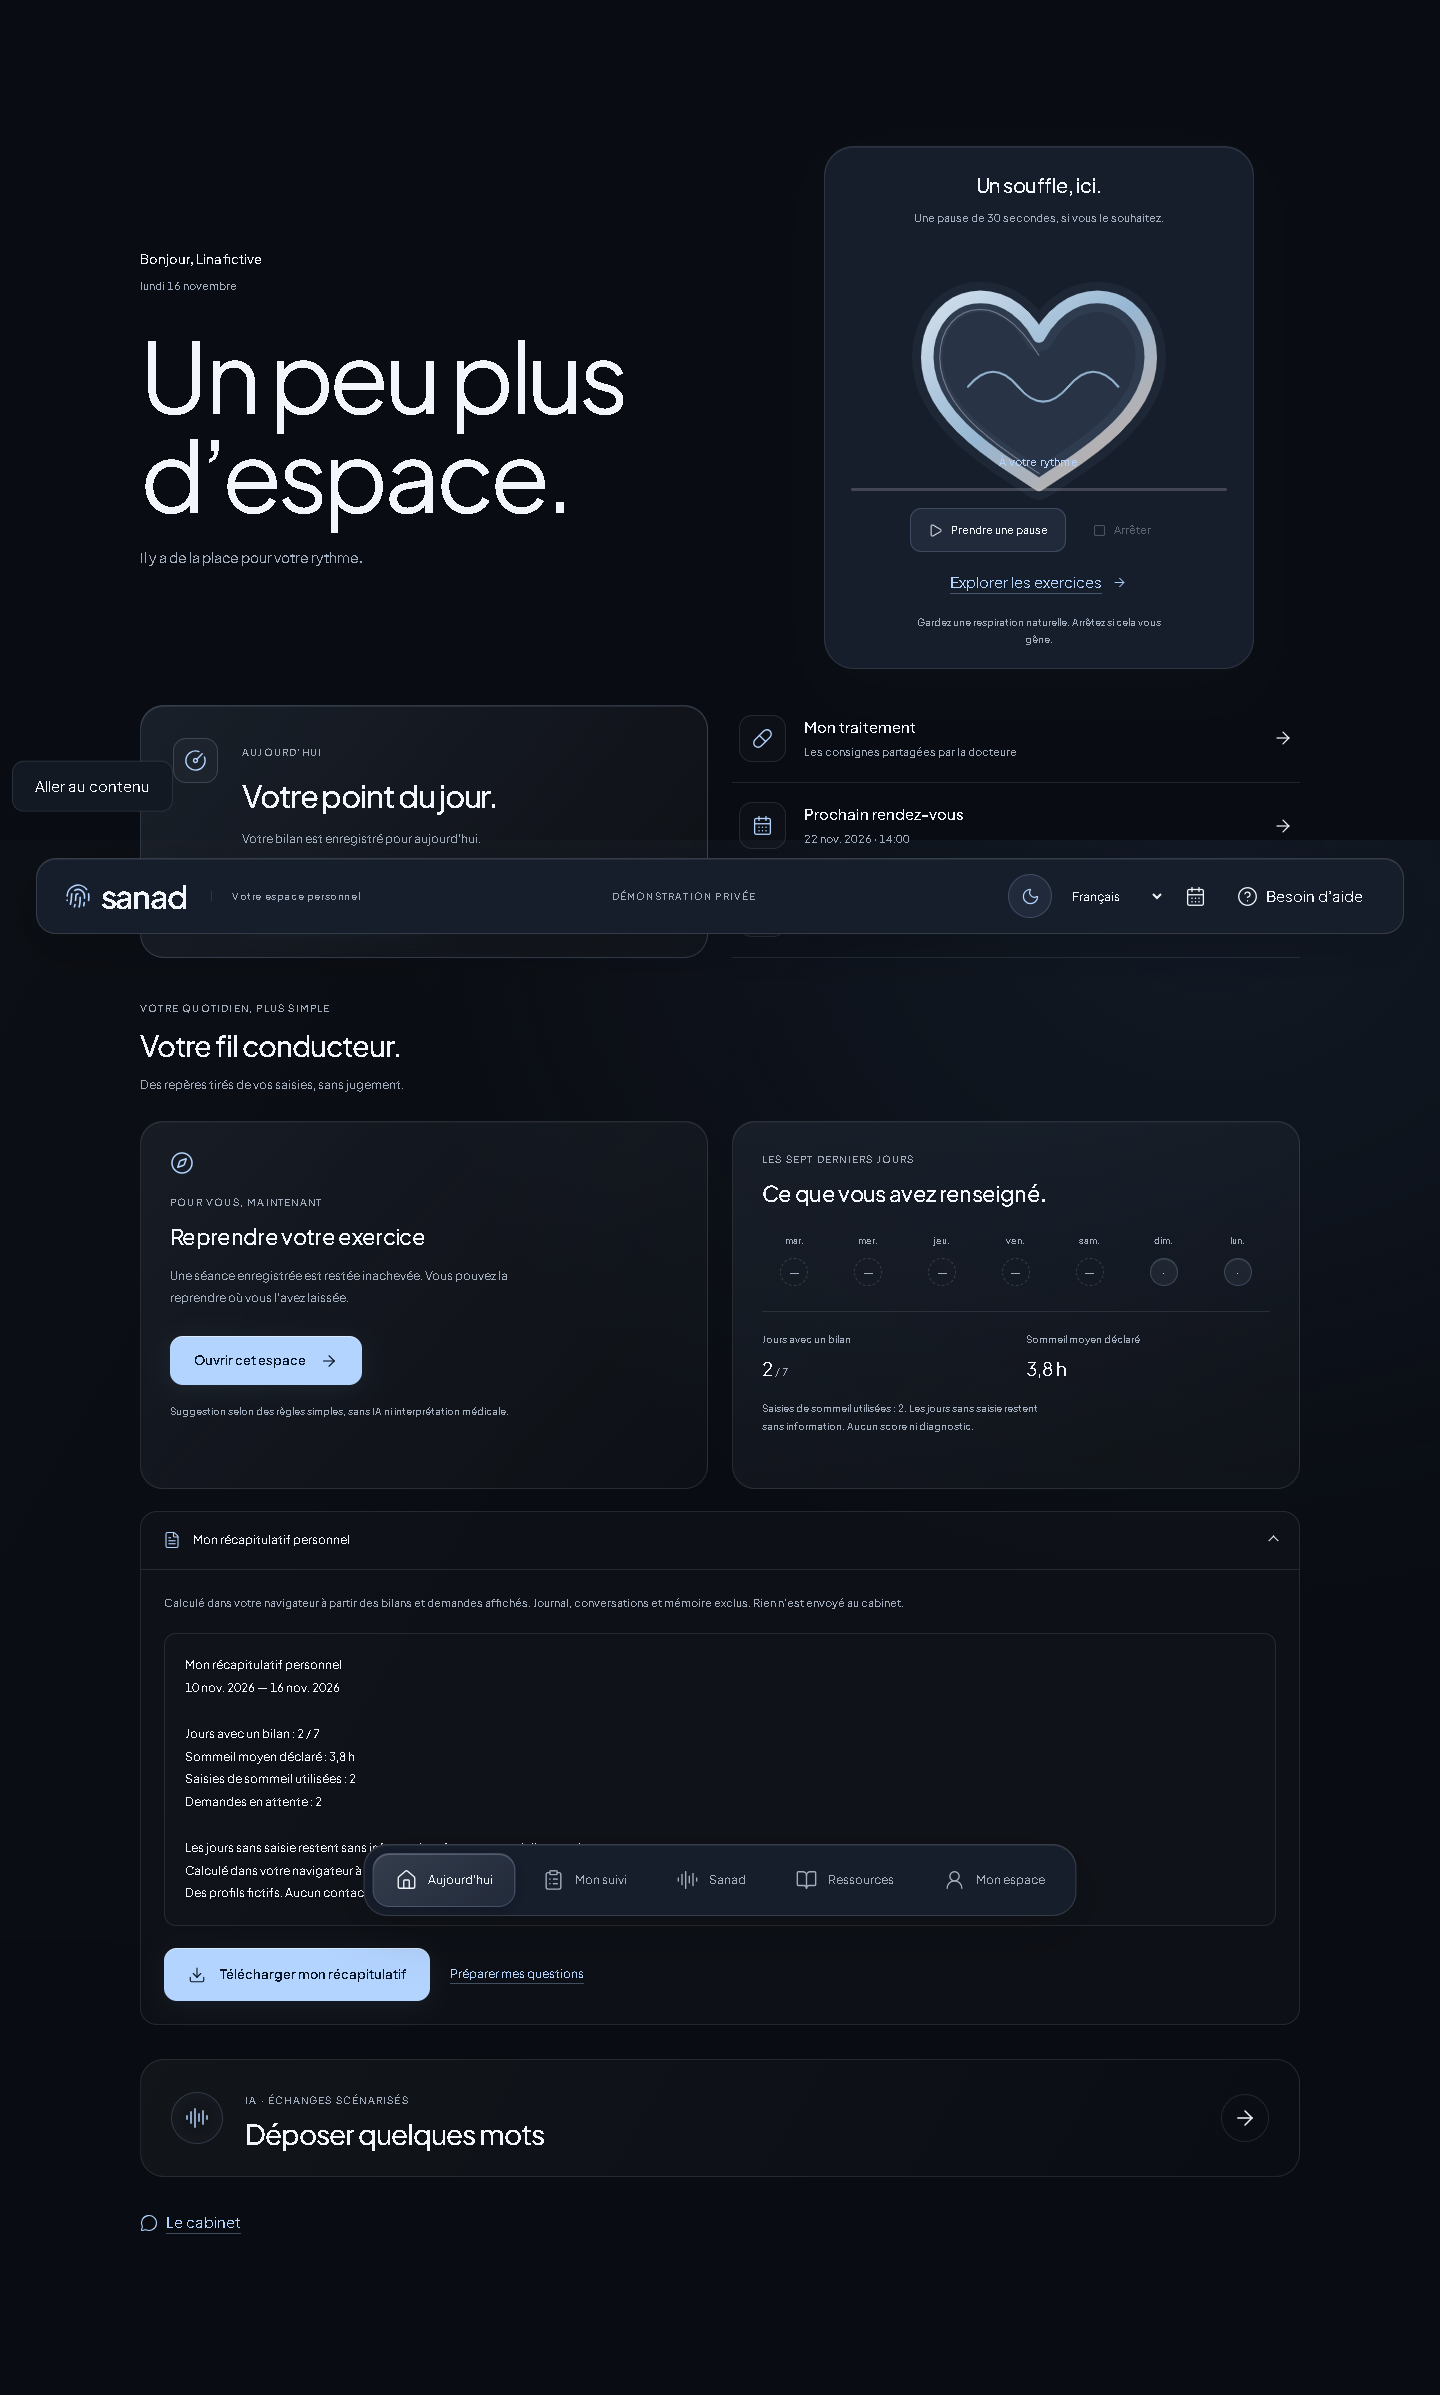 Un souffle, ici.
Une pause de 30 secondes, si vous le souhaitez.
Bonjour, Lina fictive
lundi 16 novembre
Un peu plus
d’espace.
Il y a de la place pour votre rythme.
À votre rythme
Prendre une pause
Arrêter
Explorer les exercices
Gardez une respiration naturelle. Arrêtez si cela vous
gêne.
AUJOURD'HUI
Votre point du jour.
Votre bilan est enregistré pour aujourd'hui.
Mon traitement
Les consignes partagées par la docteure
Aller au contenu
Prochain rendez-vous
22 nov. 2026 · 14:00
sanad
Votre espace personnel
DÉMONSTRATION PRIVÉE
Français
Besoin d’aide
VOTRE QUOTIDIEN, PLUS SIMPLE
Votre fil conducteur.
Des repères tirés de vos saisies, sans jugement.
POUR VOUS, MAINTENANT
Reprendre votre exercice
Une séance enregistrée est restée inachevée. Vous pouvez la
reprendre où vous l'avez laissée.
Ouvrir cet espace
Suggestion selon des règles simples, sans IA ni interprétation médicale.
LES SEPT DERNIERS JOURS
Ce que vous avez renseigné.
mar. mer. jeu. ven. sam. dim. lun.
— — — — — · ·
Jours avec un bilan
2 / 7
Sommeil moyen déclaré
3,8 h
Saisies de sommeil utilisées : 2. Les jours sans saisie restent
sans information. Aucun score ni diagnostic.
Mon récapitulatif personnel
Calculé dans votre navigateur à partir des bilans et demandes affichés. Journal, conversations et mémoire exclus. Rien n'est envoyé au cabinet.
Mon récapitulatif personnel
10 nov. 2026 — 16 nov. 2026
Jours avec un bilan : 2 / 7
Sommeil moyen déclaré : 3,8 h
Saisies de sommeil utilisées : 2
Demandes en attente : 2
Les jours sans saisie restent sans
Calculé dans votre navigateur à
Des profils fictifs. Aucun
Aujourd'hui
Mon suivi
Sanad
Ressources
Mon espace
Télécharger mon récapitulatif
Préparer mes questions
IA · ÉCHANGES SCÉNARISÉS
Déposer quelques mots
Le cabinet